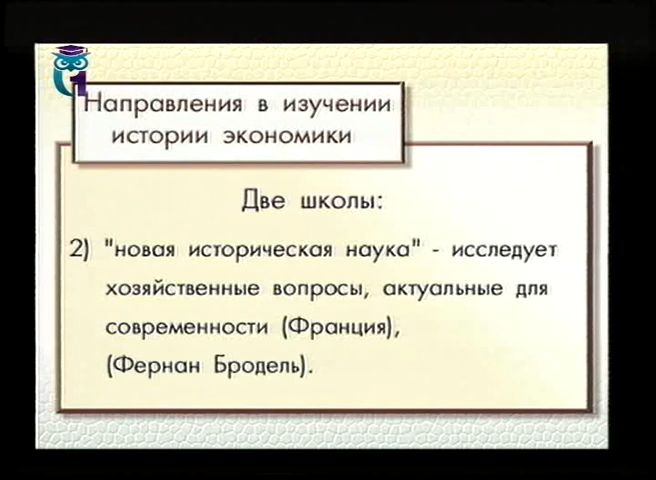 Направления в изучении
истории экономики
Две школы:
2) "новая историческая наука" - исследует
хозяйственные вопросы, актуальные для
современности (Франция),
(Фернан Бродель).